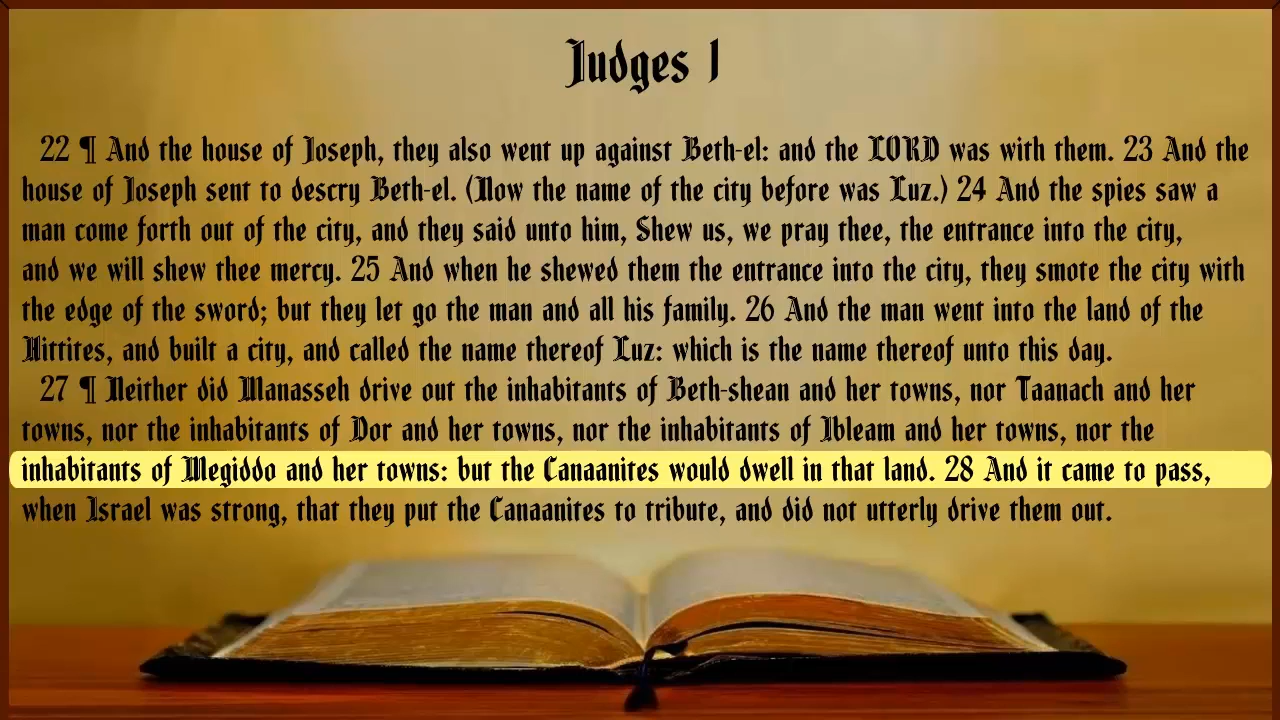 Judges 1
22 ¶ And the house of Joseph, they also went up against Beth-el: and the LORD was with them. 23 And the
house of Joseph sent to descry Beth-el. (Now the name of the city before was Luz.) 24 And the spies saw a
man come forth out of the city, and they said unto him, Shew us, we pray thee, the entrance into the city,
and we will shew thee mercy. 25 And when he shewed them the entrance into the city, they smote the city with
the edge of the sword; but they let go the man and all his family. 26 And the man went into the land of the
Hittites, and built a city, and called the name thereof Luz: which is the name thereof unto this day.
27 ¶ Neither did Manasseh drive out the inhabitants of Beth-shean and her towns, nor Taanach and her
towns, nor the inhabitants of Dor and her towns, nor the inhabitants of Ibleam and her towns, nor the
inhabitants of Megiddo and her towns: but the Canaanites would dwell in that land. 28 And it came to pass,
when Israel was strong, that they put the Canaanites to tribute, and did not utterly drive them out.